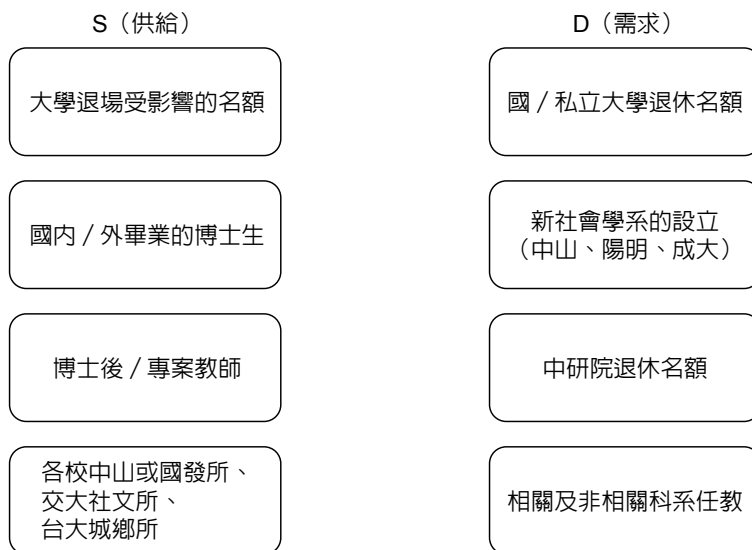 S（供給）
大學退場受影響的名額
國內 / 外畢業的博士生
博士後 / 專案教師
各校中山或國發所、
交大社文所、
台大城鄉所
D（需求）
國 / 私立大學退休名額
新社會學系的設立
（中山、陽明、成大）
中研院退休名額
相關及非相關科系任教